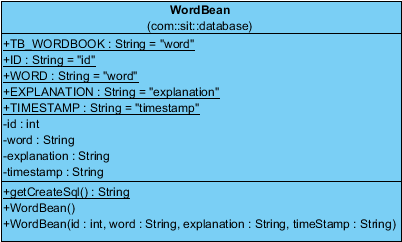 WordBean
(com::sit::database)
+TB_WORDBOOK : String = "word"
+ID : String = "id"
+WORD : String = "word"
+EXPLANATION : String = "explanation"
+TIMESTAMP : String = "timestamp"
-id : int
-word : String
-explanation : String
-timestamp : String
+getCreateSql() : String
+WordBean()
+WordBean(id : int, word : String, explanation : String, timeStamp : String)